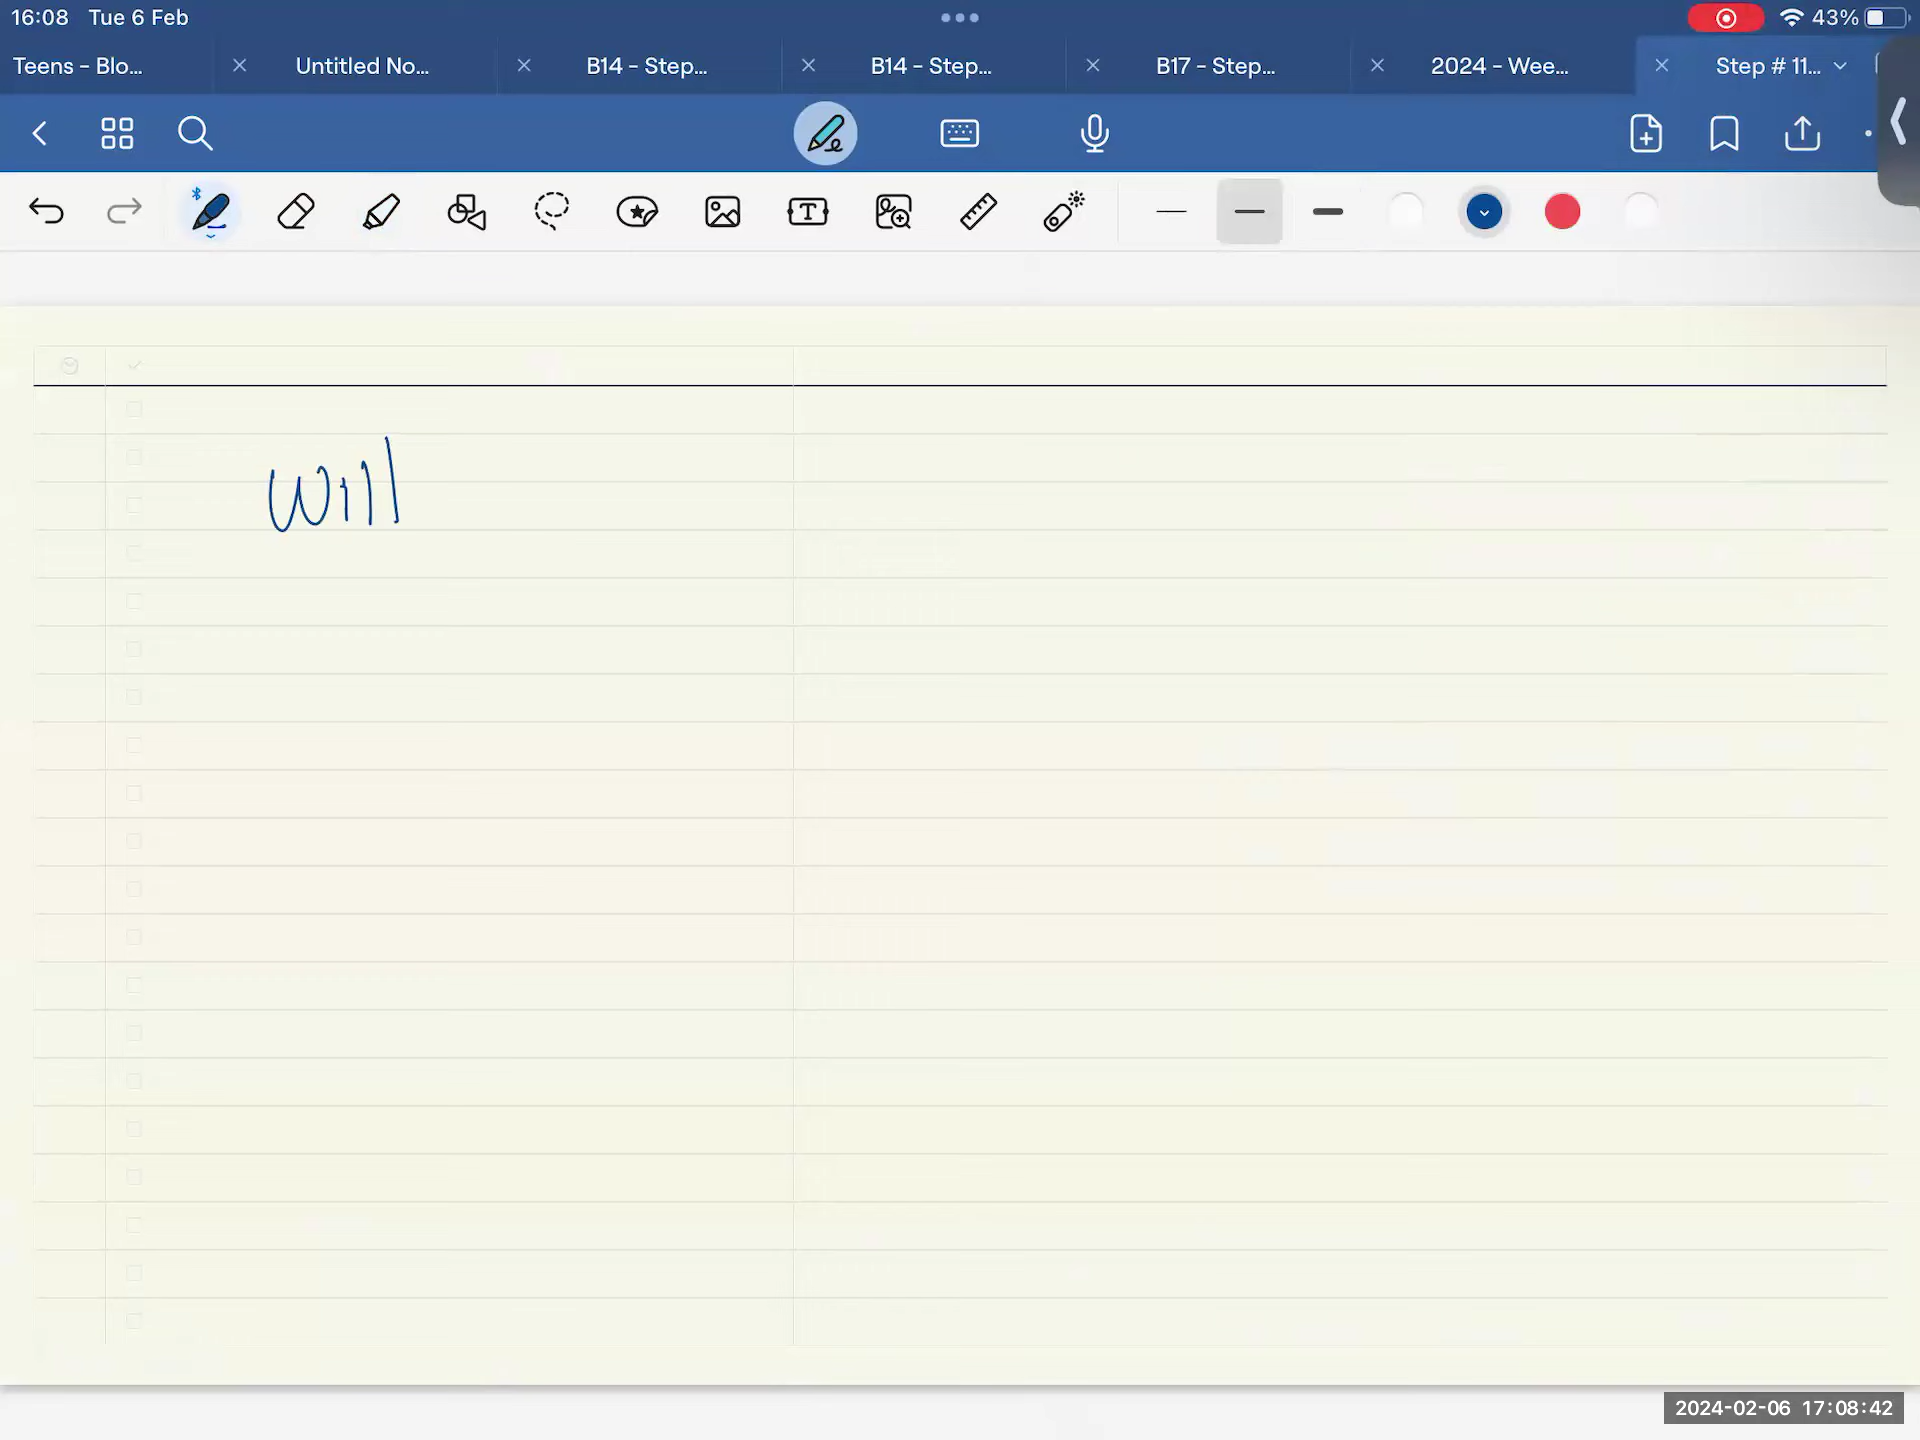 16:08 Tue 6 Feb
43%
Teens - Blo...
Untitled No...
B14 - Step...
B14 - Step...
B17 - Step...
2024 - Wee...
Step # 11...
will
2024-02-06 17:08:42